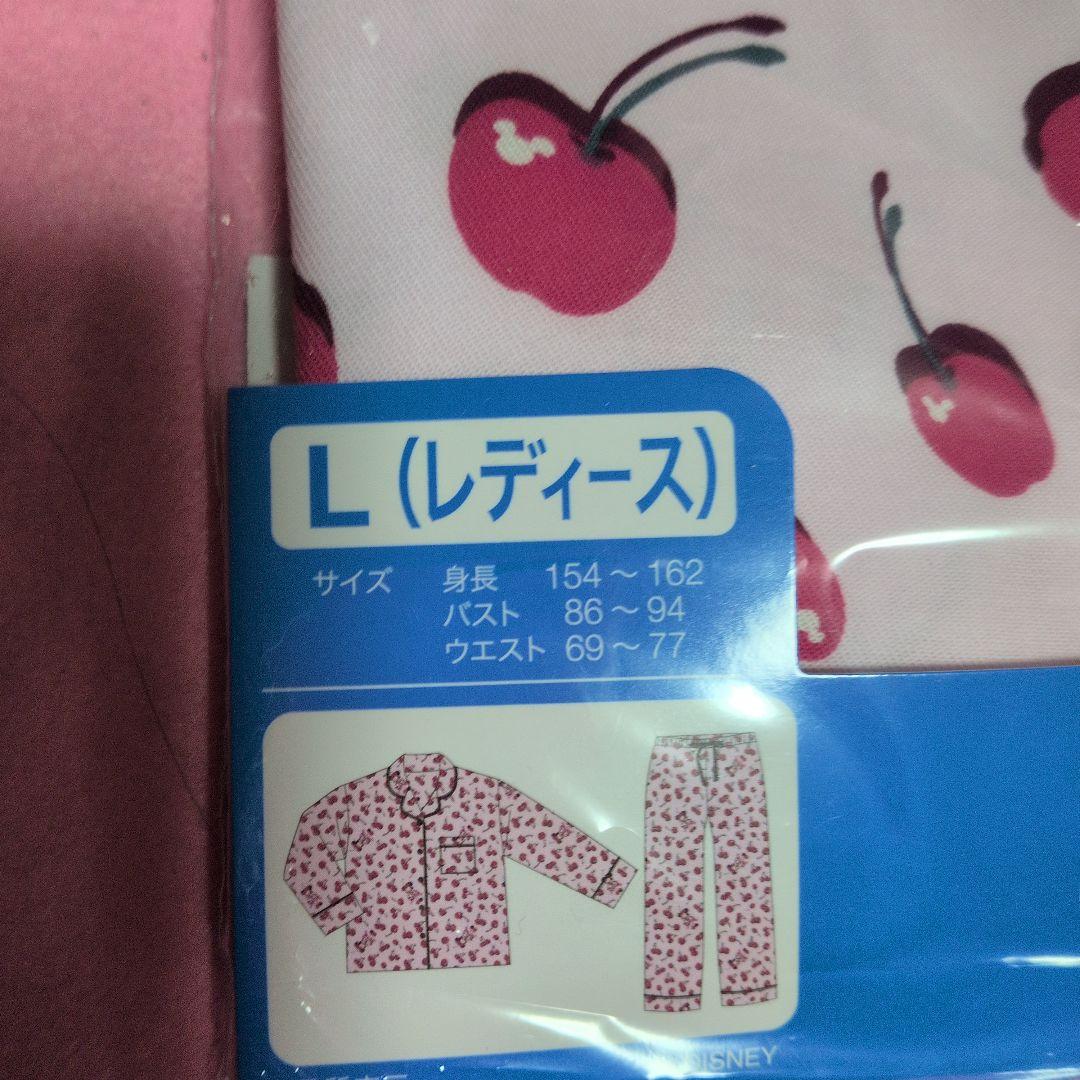 L(レディース)
サイズ 身長 154～162
バスト 86～94
ウエスト 69～77
DISNEY